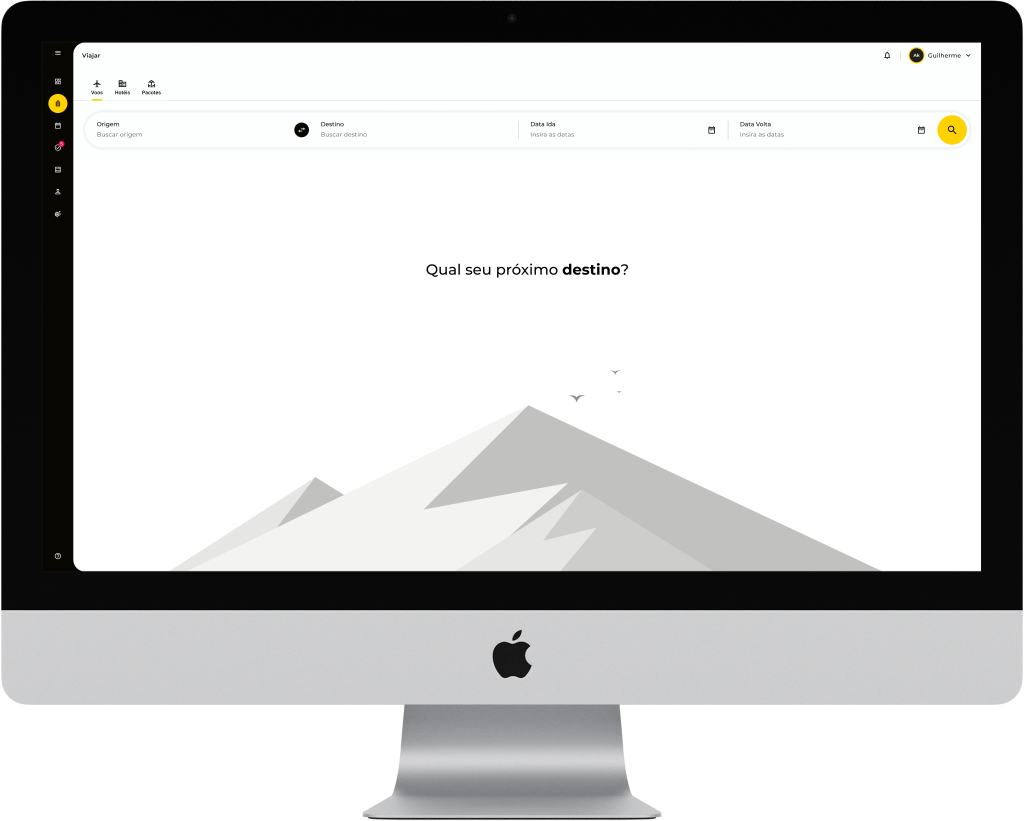 Viajar
Ak
Guilherme
Voos
Hotéis
Pacotes
Origem
Buscar origem
Destino
Buscar destino
Data Ida
Insira as datas
Data Volta
Insira as datas
Qual seu próximo destino?